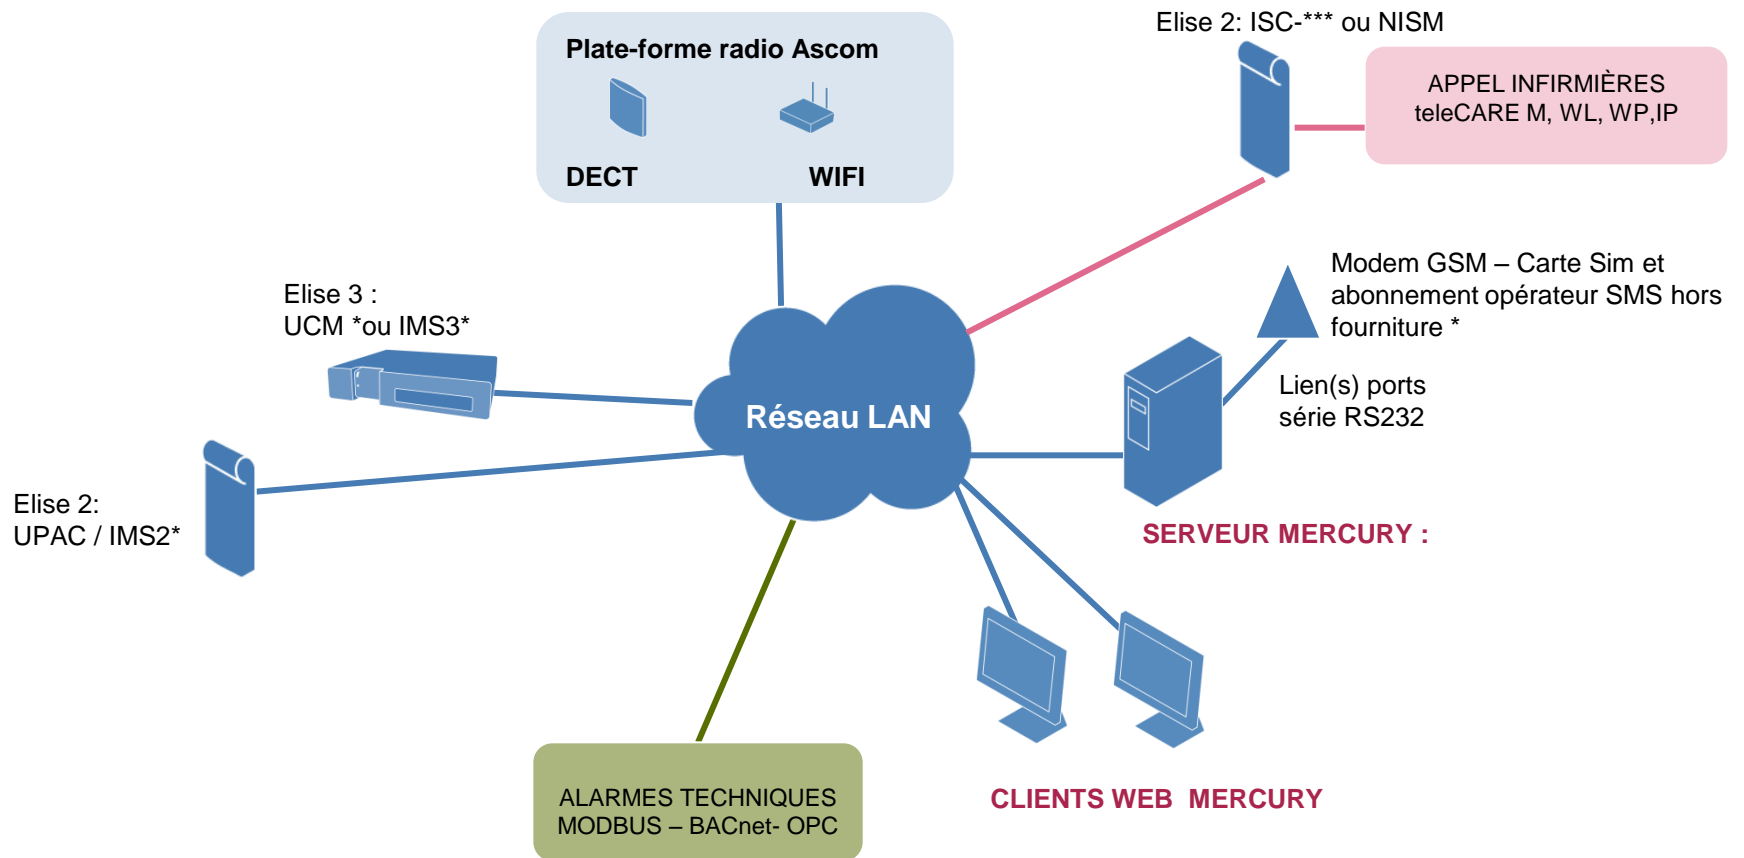 Elise 2: ISC-*** ou NISM
Plate-forme radio Ascom
DECT
WIFI
APPEL INFIRMIÈRES
teleCARE M, WL, WP,IP
Elise 3 :
UCM *ou IMS3*
Modem GSM – Carte Sim et
abonnement opérateur SMS hors
fourniture *
Lien(s) ports
série RS232
Réseau LAN
Elise 2:
UPAC / IMS2*
SERVEUR MERCURY :
ALARMES TECHNIQUES
MODBUS – BACnet- OPC
CLIENTS WEB  MERCURY